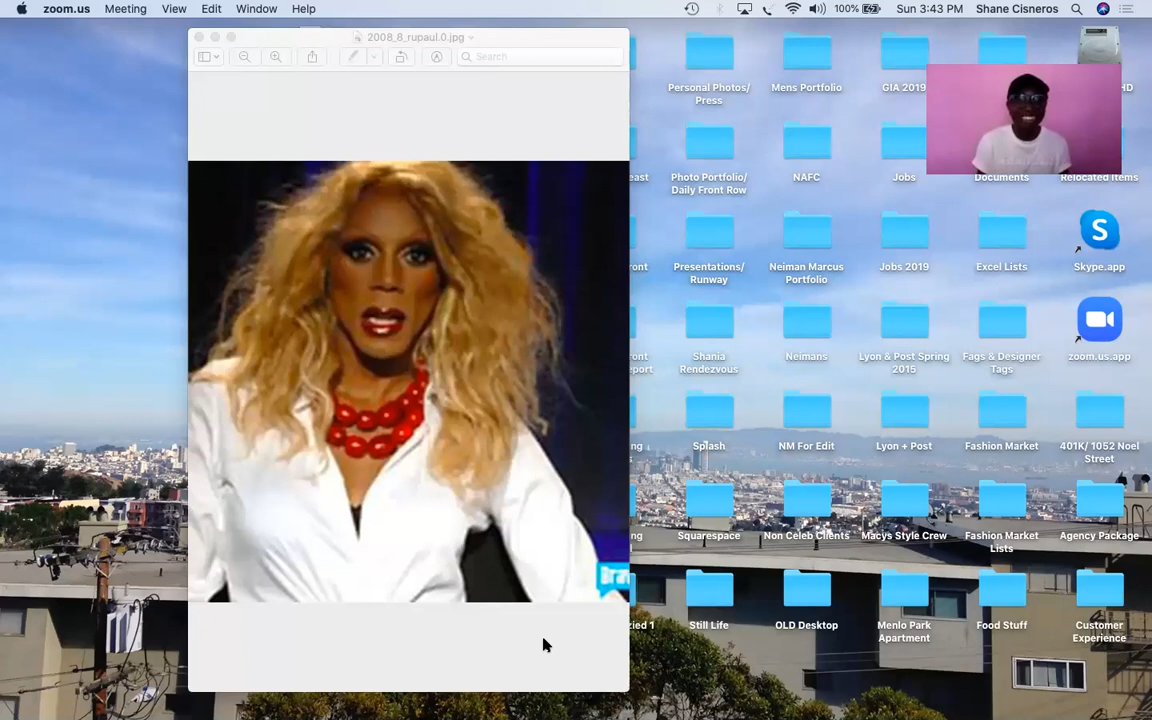 zoom.us Meeting View Edit Window Help
100% Sun 3:43 PM Shane Cisneros
2008_8_rupaul.0.jpg
Search
Personal Photos/
Press
Mens Portfolio
GIA 2019
HD
Photo Portfolio/
Daily Front Row
NAFC
Jobs
Documents
Relocated Items
Presentations/
Runway
Neiman Marcus
Portfolio
Jobs 2019
Excel Lists
S
Skype.app
Shania
Rendezvous
Neimans
Lyon & Post Spring
2015
Fags & Designer
Tags
zoom.us.app
Splash
NM For Edit
Lyon + Post
Fashion Market
401K/ 1052 Noel
Street
Squarespace
Non Celeb Clients
Macys Style Crew
Fashion Market
Lists
Agency Package
Still Life
OLD Desktop
Menlo Park
Apartment
Food Stuff
Customer
Experience